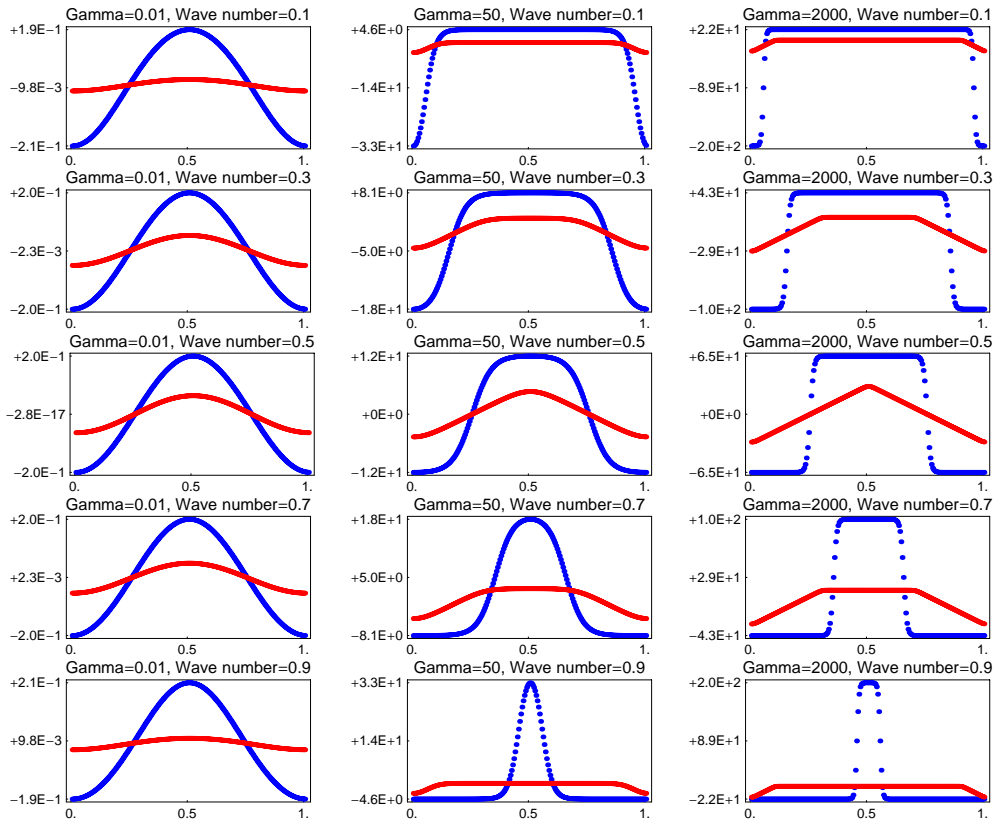 Gamma=0.01, Wave number=0.1
+1.9E−1
−9.8E−3
−2.1E−1
0. 0.5 1.
Gamma=50, Wave number=0.1
+4.6E+0
−1.4E+1
−3.3E+1
0. 0.5 1.
Gamma=2000, Wave number=0.1
+2.2E+1
−8.9E+1
−2.0E+2
0. 0.5 1.
Gamma=0.01, Wave number=0.3
+2.0E−1
−2.3E−3
−2.0E−1
0. 0.5 1.
Gamma=50, Wave number=0.3
+8.1E+0
−5.0E+0
−1.8E+1
0. 0.5 1.
Gamma=2000, Wave number=0.3
+4.3E+1
−2.9E+1
−1.0E+2
0. 0.5 1.
Gamma=0.01, Wave number=0.5
+2.0E−1
−2.8E−17
−2.0E−1
0. 0.5 1.
Gamma=50, Wave number=0.5
+1.2E+1
+0E+0
−1.2E+1
0. 0.5 1.
Gamma=2000, Wave number=0.5
+6.5E+1
+0E+0
−6.5E+1
0. 0.5 1.
Gamma=0.01, Wave number=0.7
+2.0E−1
+2.3E−3
−2.0E−1
0. 0.5 1.
Gamma=50, Wave number=0.7
+1.8E+1
+5.0E+0
−8.1E+0
0. 0.5 1.
Gamma=2000, Wave number=0.7
+1.0E+2
+2.9E+1
−4.3E+1
0. 0.5 1.
Gamma=0.01, Wave number=0.9
+2.1E−1
+9.8E−3
−1.9E−1
0. 0.5 1.
Gamma=50, Wave number=0.9
+3.3E+1
+1.4E+1
−4.6E+0
0. 0.5 1.
Gamma=2000, Wave number=0.9
+2.0E+2
+8.9E+1
−2.2E+1
0. 0.5 1.